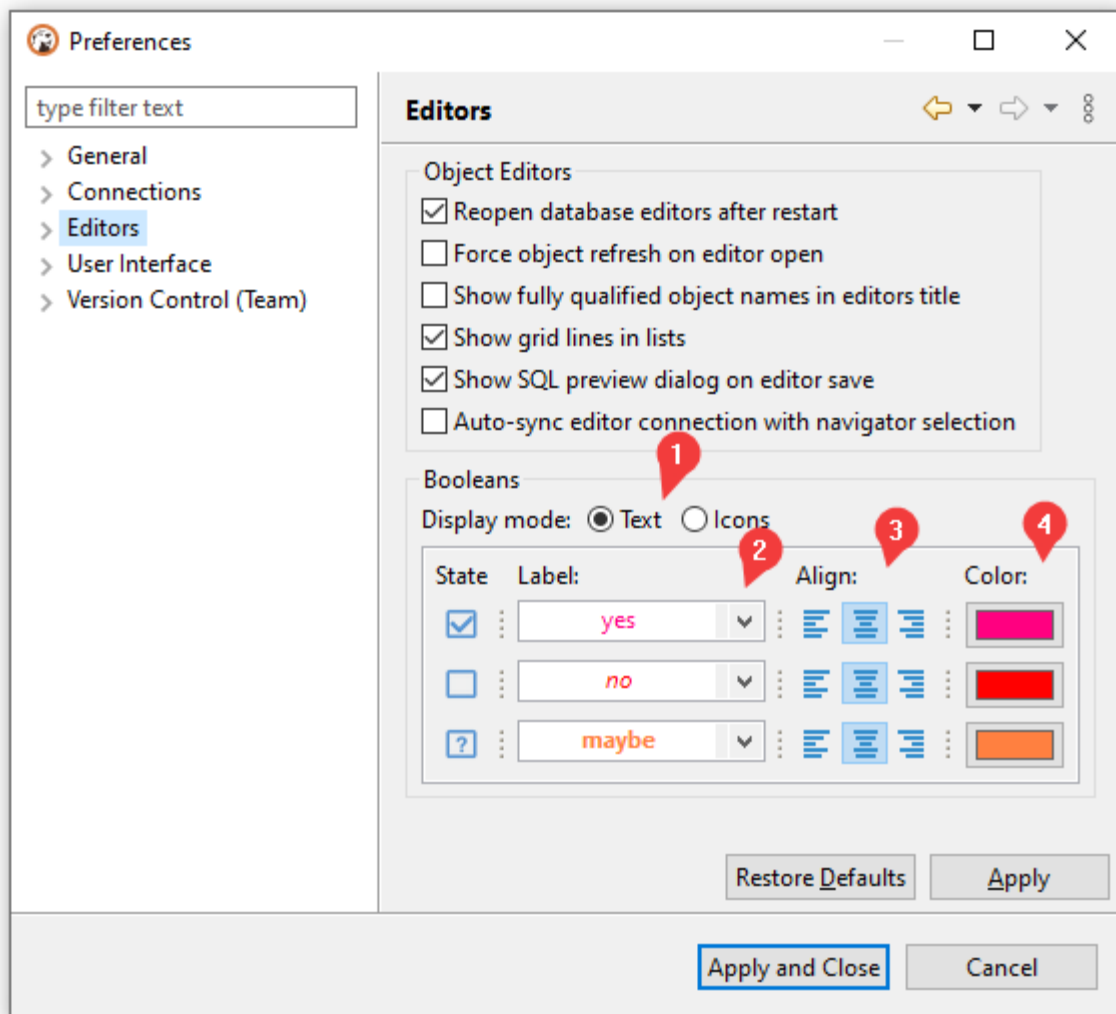 Preferences
type filter text
General
Connections
Editors
User Interface
Version Control (Team)
Editors
Object Editors
Reopen database editors after restart
Force object refresh on editor open
Show fully qualified object names in editors title
Show grid lines in lists
Show SQL preview dialog on editor save
Auto-sync editor connection with navigator selection
1
Booleans
Display mode: Text Icons
2 3 4
State Label: Align: Color:
yes
no
? maybe
Restore Defaults Apply
Apply and Close Cancel